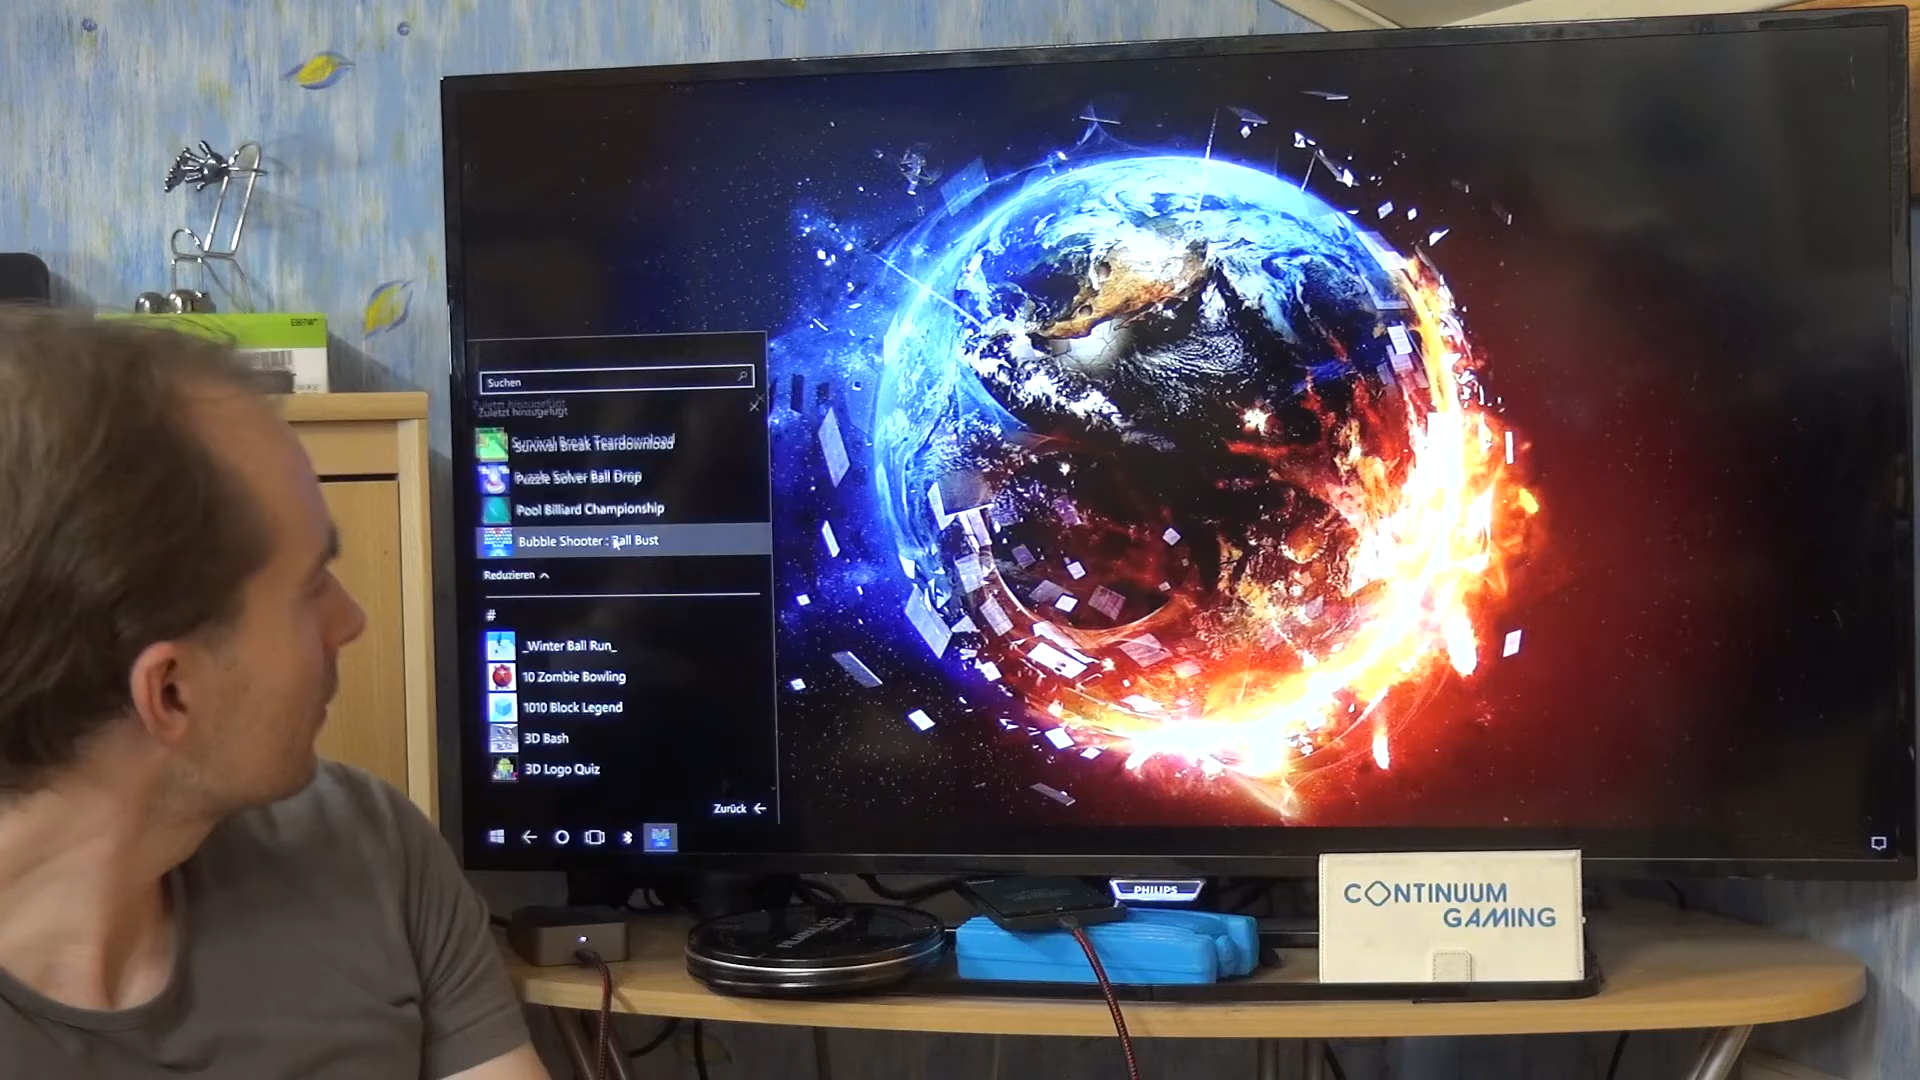 Suchen
Zuletzt hinzugefügt
Survival Break Teardownload
Puzzle Solver Ball Drop
Pool Billiard Championship
Bubble Shooter : Ball Bust
Reduzieren
#
_Winter Ball Run_
10 Zombie Bowling
1010 Block Legend
3D Bash
3D Logo Quiz
Zurück
PHILIPS
CONTINUUM
GAMING